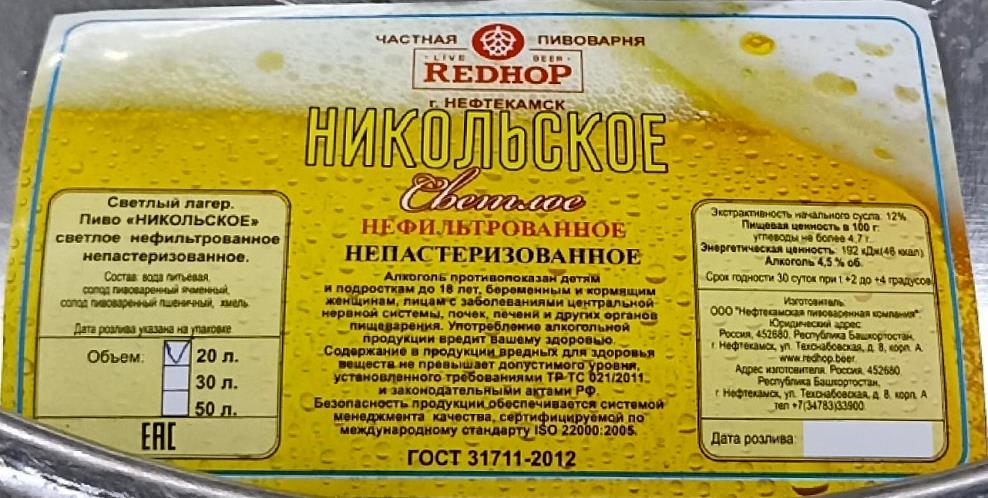 ЧАСТНАЯ ПИВОВАРНЯ
LIVE BEER
REDHOP
г. НЕФТЕКАМСК
НИКОЛЬСКОЕ
Светлое
НЕФИЛЬТРОВАННОЕ
НЕПАСТЕРИЗОВАННОЕ
Светлый лагер.
Пиво «НИКОЛЬСКОЕ»
светлое нефильтрованное
непастеризованное.
Состав: вода питьевая,
солод пивоваренный ячменный,
солод пивоваренный пшеничный, хмель.
Дата розлива указана на упаковке
Объем: 20 л.
30 л.
50 л.
EAC
Алкоголь противопоказан детям
и подросткам до 18 лет, беременным и кормящим
женщинам, лицам с заболеваниями центральной
нервной системы, почек, печени и других органов
пищеварения. Употребление алкогольной
продукции вредит Вашему здоровью.
Содержание в продукции вредных для здоровья
веществ не превышает допустимого уровня,
установленного требованиями ТР ТС 021/2011
и законодательными актами РФ.
Безопасность продукции обеспечивается системой
менеджмента качества, сертифицируемой по
международному стандарту ISO 22000:2005.
ГОСТ 31711-2012
Экстрактивность начального сусла: 12%
Пищевая ценность в 100 г:
углеводы не более 4,7 г.
Энергетическая ценность: 192 кДж(46 ккал)
Алкоголь 4,5 % об.
Срок годности 30 суток при t +2 до +4 градусов
Изготовитель:
ООО "Нефтекамская пивоваренная компания"
Юридический адрес:
Россия, 452680, Республика Башкортостан,
г. Нефтекамск, ул. Техснабовская, д. 8, корп. А
www.redhop.beer.
Адрес изготовителя: Россия, 452680
Республика Башкортостан,
г. Нефтекамск, ул. Техснабовская, д. 8, корп. А
тел +7(34783)33900.
Дата розлива: